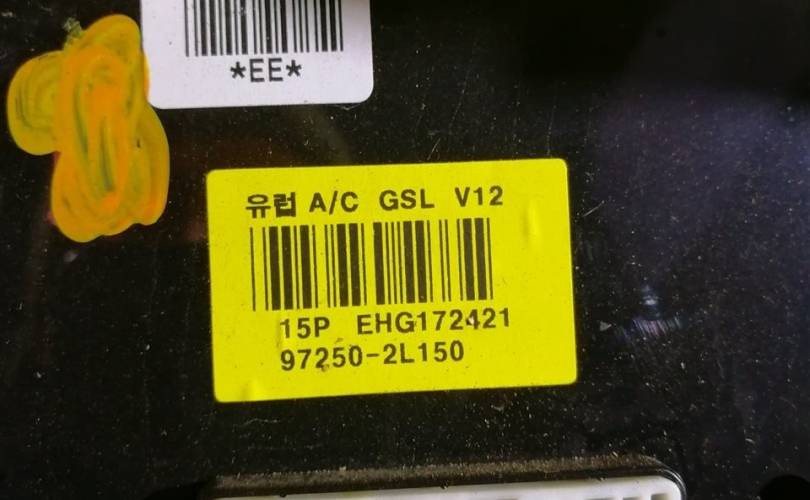 *EE*
유럽 A/C GSL V12
15P EHG172421
97250-2L150